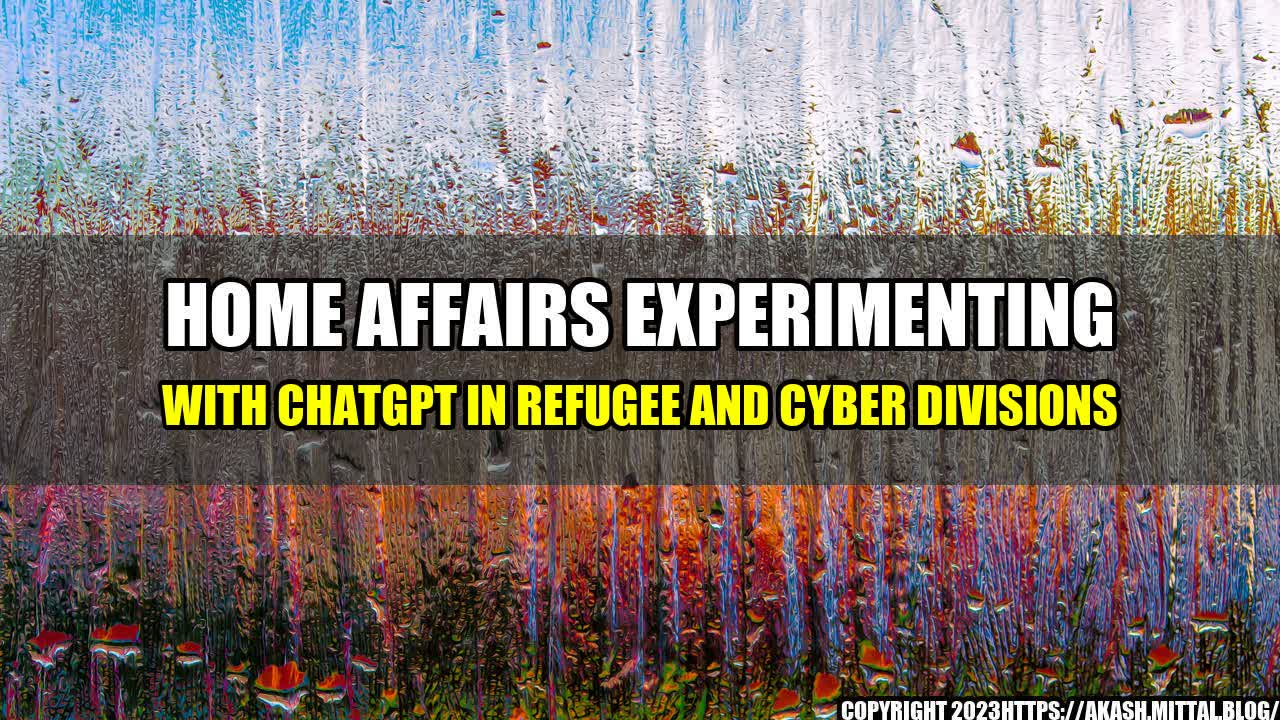 HOME AFFAIRS EXPERIMENTING
WITH CHATGPT IN REFUGEE AND CYBER DIVISIONS
COPYRIGHT 2023HTTPS://AKASH.MITTAL.BLOG/